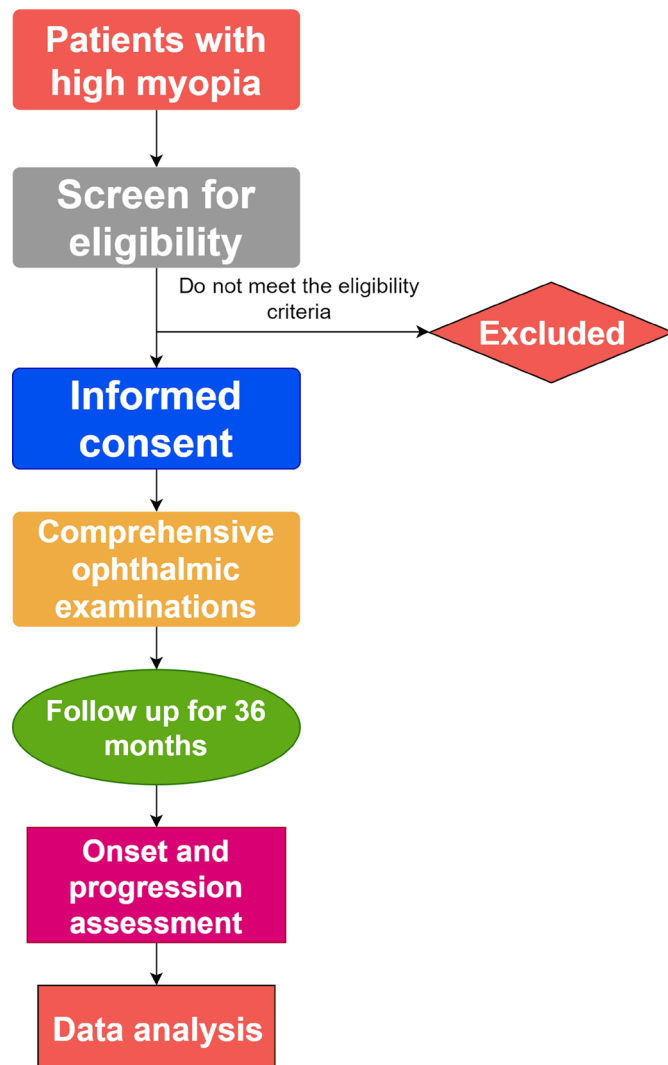 Patients with
high myopia
Screen for
eligibility
Do not meet the eligibility
criteria
Excluded
Informed
consent
Comprehensive
ophthalmic
examinations
Follow up for 36
months
Onset and
progression
assessment
Data analysis